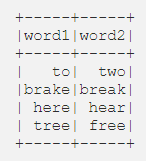 +-----+-----+
|word1|word2|
+-----+-----+
|   to|  two|
|brake|break|
| here| hear|
| tree| free|
+-----+-----+